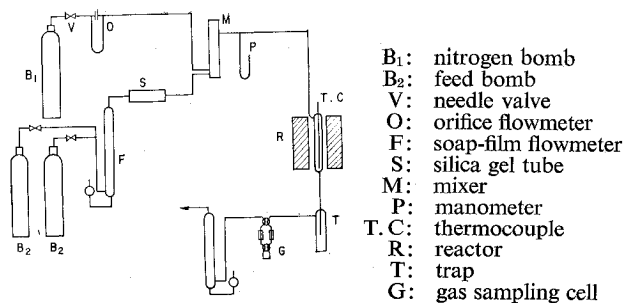 M
V
O
P
B₁
S
T.C
R
F
T
B₂
B₂
G
B₁: nitrogen bomb
B₂: feed bomb
V: needle valve
O: orifice flowmeter
F: soap-film flowmeter
S: silica gel tube
M: mixer
P: manometer
T.C: thermocouple
R: reactor
T: trap
G: gas sampling cell